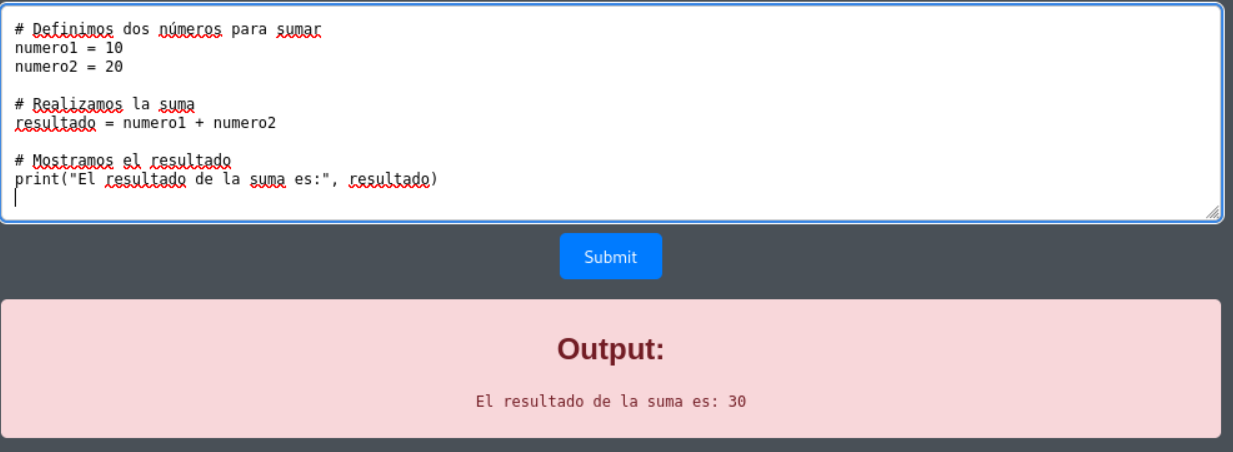 # Definimos dos números para sumar
numero1 = 10
numero2 = 20
# Realizamos la suma
resultado = numero1 + numero2
# Mostramos el resultado
print("El resultado de la suma es:", resultado)
Submit
Output:
El resultado de la suma es: 30